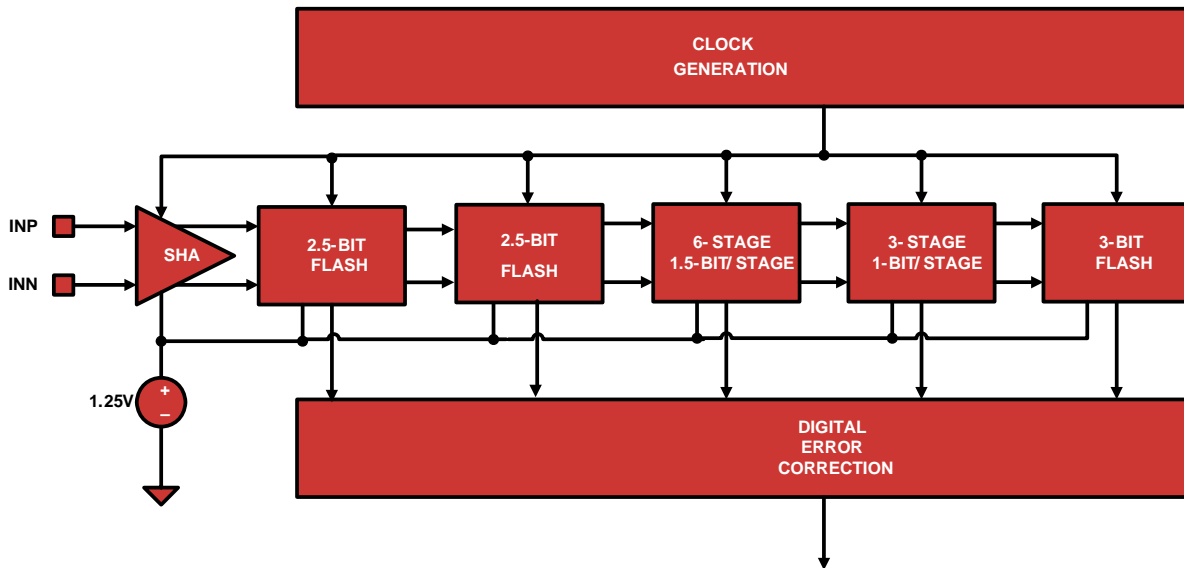 CLOCK
GENERATION
INP
INN
SHA
2.5-BIT
FLASH
2.5-BIT
FLASH
6- STAGE
1.5-BIT/ STAGE
3- STAGE
1-BIT/ STAGE
3-BIT
FLASH
1.25V
+
–
DIGITAL
ERROR
CORRECTION